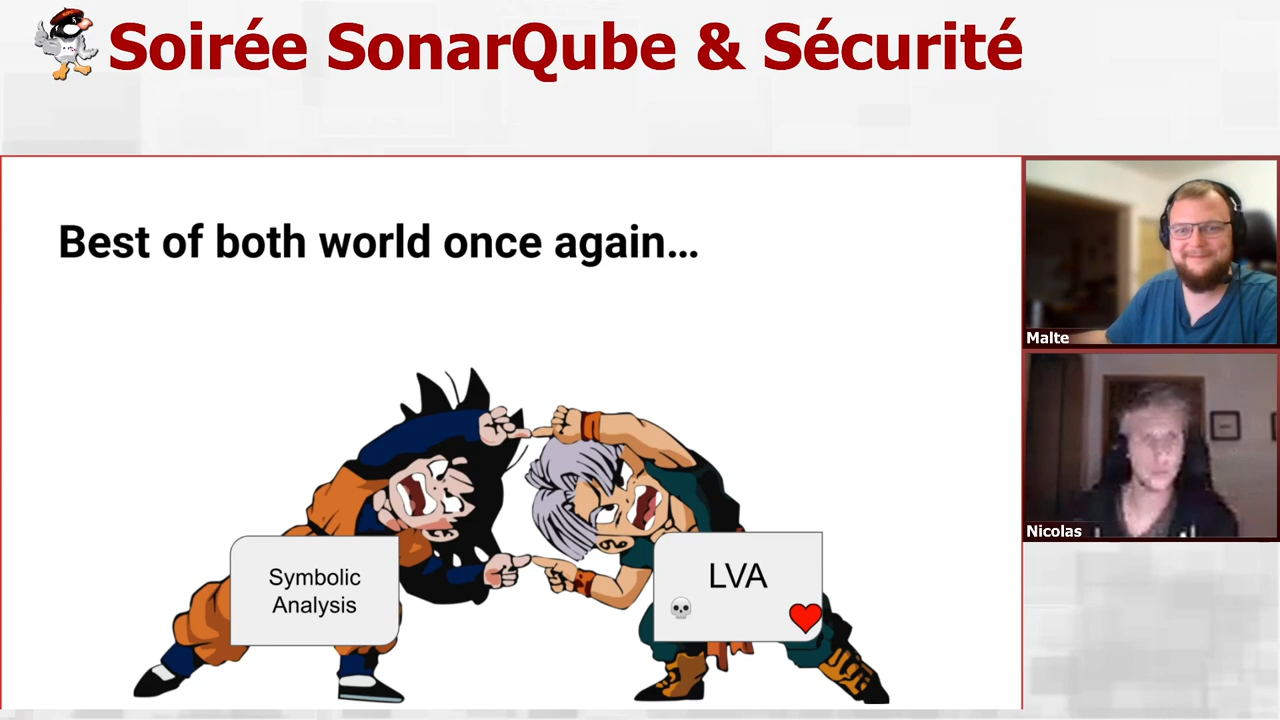 Soirée SonarQube & Sécurité
Best of both world once again...
Symbolic
Analysis
LVA
Malte
Nicolas